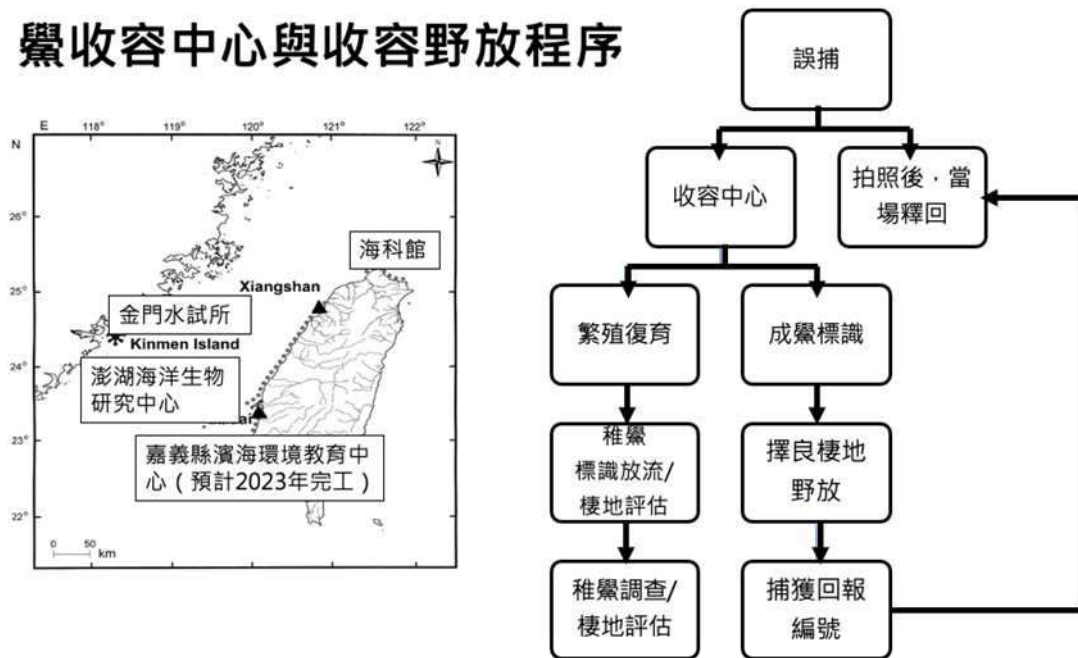 鱟收容中心與收容野放程序
E
118°
119°
120°
121°
122°
N
26°
25°
24°
23°
22°
N
海科館
Xiangshan
金門水試所
Kinmen Island
澎湖海洋生物
研究中心
嘉義縣濱海環境教育中
心(預計2023年完工)
0 50
km
誤捕
收容中心
拍照後,當
場釋回
繁殖復育
成鱟標識
稚鱟
標識放流/
棲地評估
擇良棲地
野放
稚鱟調查/
棲地評估
捕獲回報
編號